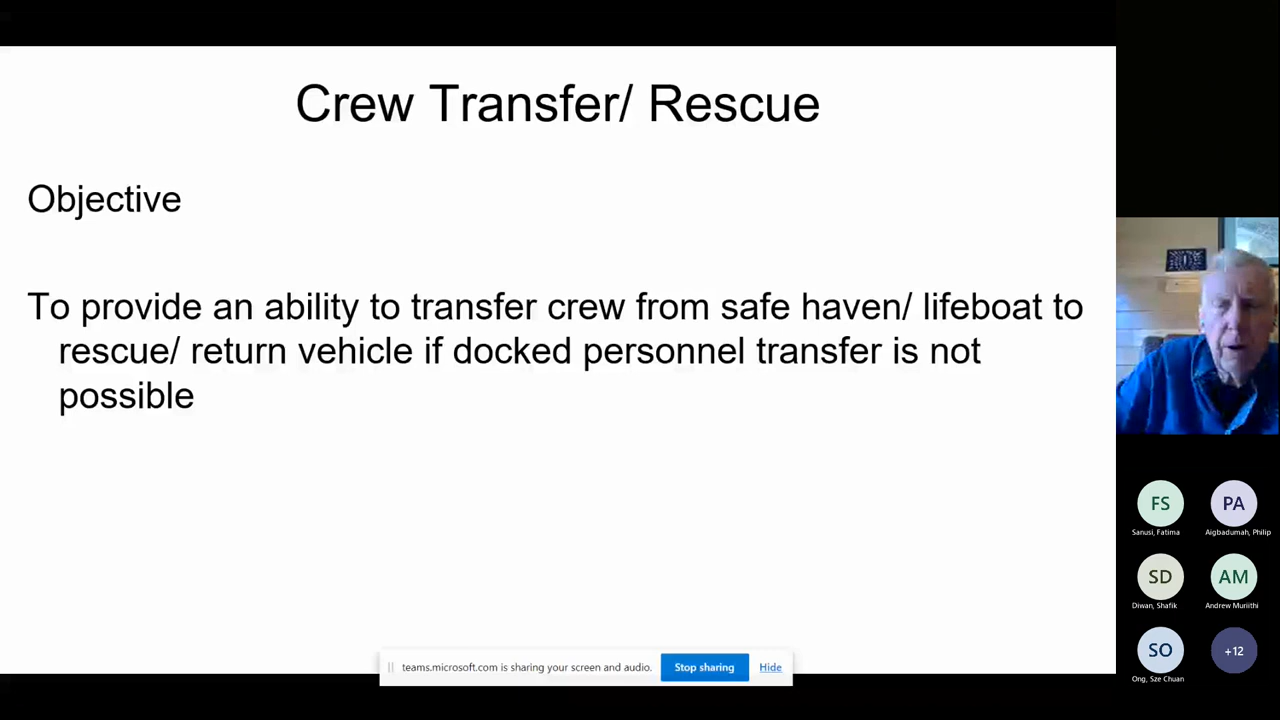 Crew Transfer/ Rescue
Objective
To provide an ability to transfer crew from safe haven/ lifeboat to
rescue/ return vehicle if docked personnel transfer is not
possible
teams.microsoft.com is sharing your screen and audio.
Stop sharing
Hide
FS
Sanusi, Fatima
PA
Aigbadumah, Philip
SD
Diwan, Shafik
AM
Andrew Muriithi
SO
Ong, Sze Chuan
+12